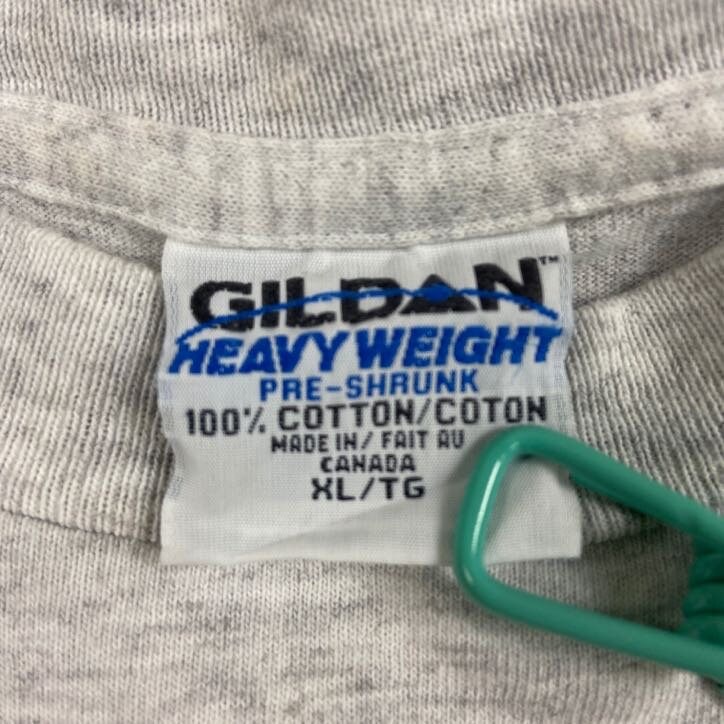 GILDAN™
HEAVY WEIGHT
PRE-SHRUNK
100% COTTON/COTON
MADE IN/ FAIT AU
CANADA
XL/TG